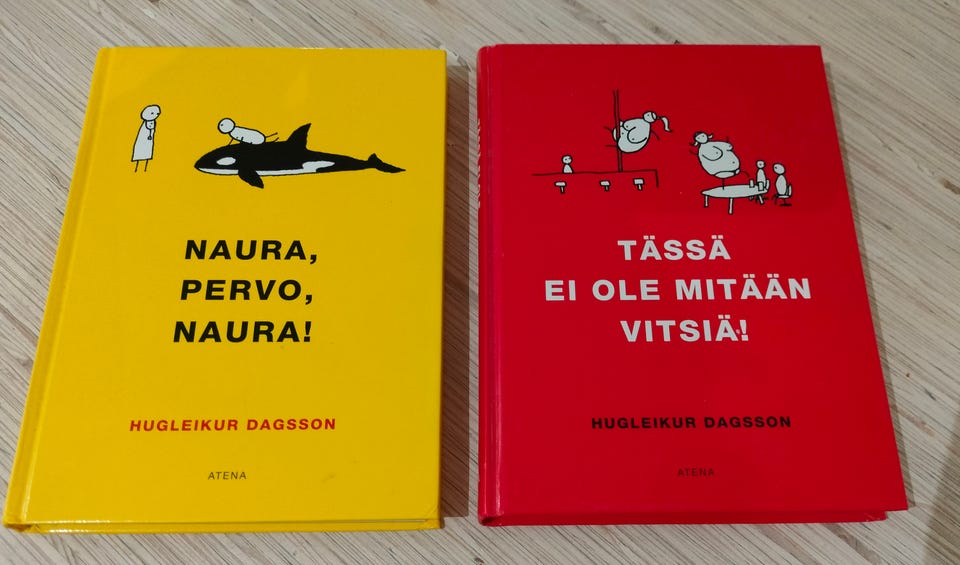 NAURA,
PERVO,
NAURA!
HUGLEIKUR DAGSSON
ATENA
TÄSSÄ
EI OLE MITÄÄN
VITSIÄ!
HUGLEIKUR DAGSSON
ATENA